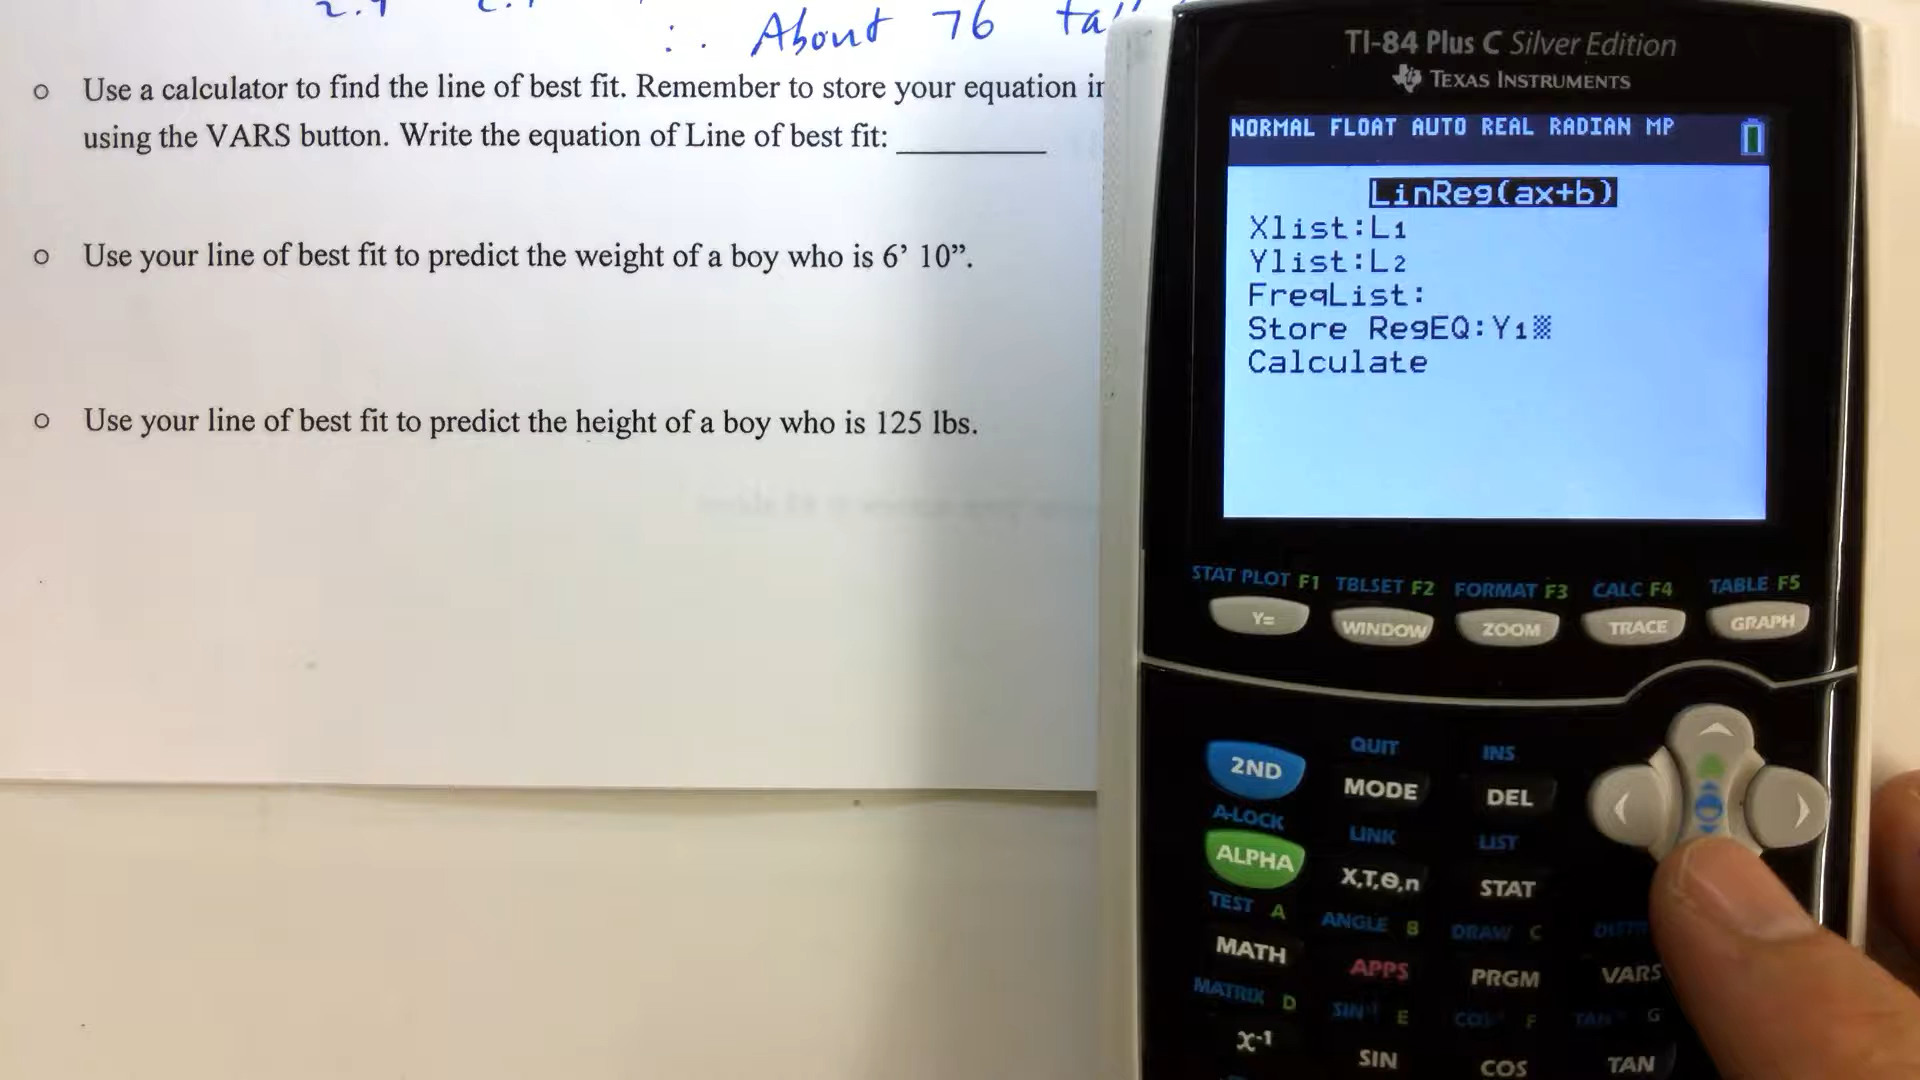 ∴ About 76 ta
o Use a calculator to find the line of best fit. Remember to store your equation in
using the VARS button. Write the equation of Line of best fit: __________
o Use your line of best fit to predict the weight of a boy who is 6’ 10”.
o Use your line of best fit to predict the height of a boy who is 125 lbs.
TI-84 Plus C Silver Edition
TEXAS INSTRUMENTS
NORMAL FLOAT AUTO REAL RADIAN MP
LinReg(ax+b)
Xlist:L1
Ylist:L2
FreqList:
Store RegEQ:Y1
Calculate
STAT PLOT F1 TBLSET F2 FORMAT F3 CALC F4 TABLE F5
Y= WINDOW ZOOM TRACE GRAPH
QUIT INS
2ND MODE DEL
A-LOCK LINK LIST
ALPHA X,T,Θ,n STAT
TEST A ANGLE B DRAW C
MATH APPS PRGM VARS
MATRIX D SIN-1 E COS-1 F TAN-1 G
x-1 SIN COS TAN